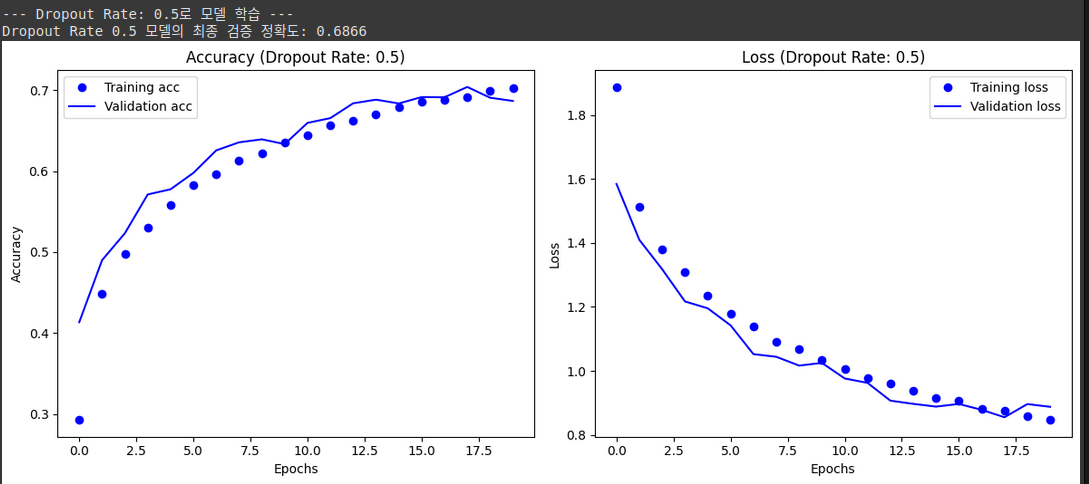 --- Dropout Rate: 0.5로 모델 학습 ---
Dropout Rate 0.5 모델의 최종 검증 정확도: 0.6866
Accuracy (Dropout Rate: 0.5)
Training acc
Validation acc
0.7
0.6
0.5
0.4
0.3
Accuracy
0.0 2.5 5.0 7.5 10.0 12.5 15.0 17.5
Epochs
Loss (Dropout Rate: 0.5)
Training loss
Validation loss
1.8
1.6
1.4
1.2
1.0
0.8
Loss
0.0 2.5 5.0 7.5 10.0 12.5 15.0 17.5
Epochs